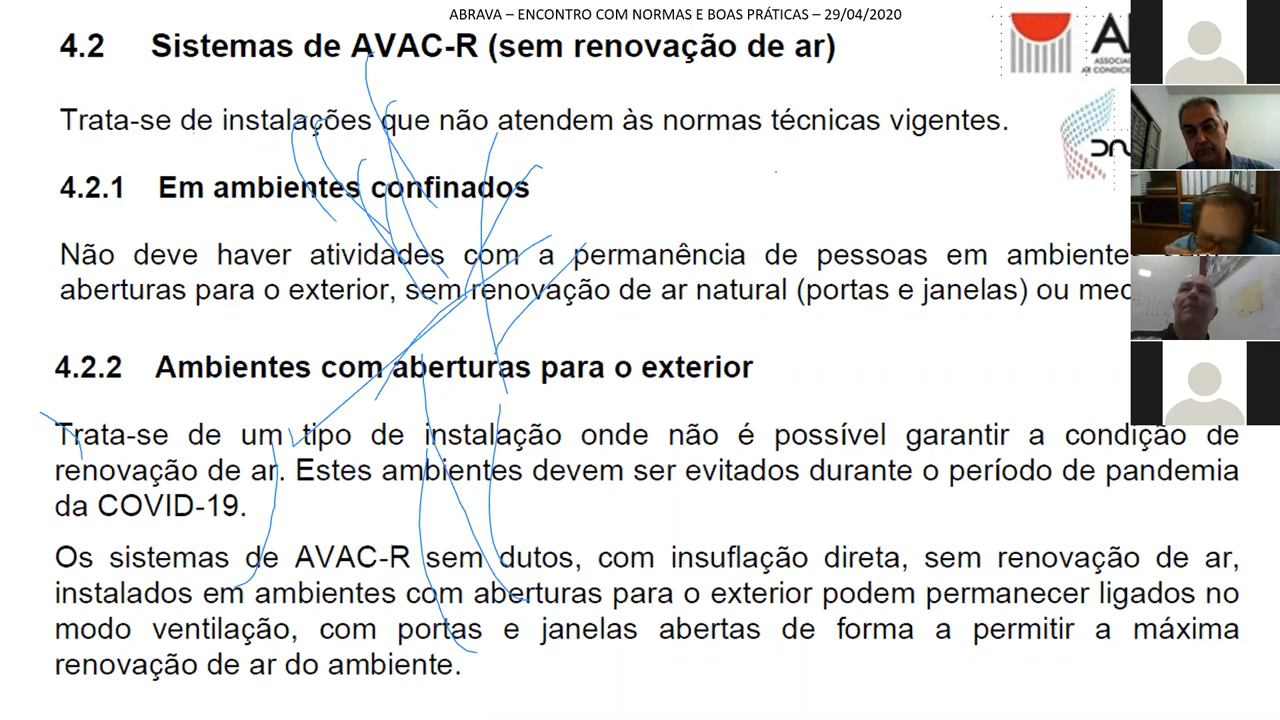 ABRAVA – ENCONTRO COM NORMAS E BOAS PRÁTICAS – 29/04/2020
4.2 Sistemas de AVAC-R (sem renovação de ar)
Trata-se de instalações que não atendem às normas técnicas vigentes.
4.2.1 Em ambientes confinados
Não deve haver atividades com a permanência de pessoas em ambiente
aberturas para o exterior, sem renovação de ar natural (portas e janelas) ou
4.2.2 Ambientes com aberturas para o exterior
Trata-se de um tipo de instalação onde não é possível garantir a condição de
renovação de ar. Estes ambientes devem ser evitados durante o período de pandemia
da COVID-19.
Os sistemas de AVAC-R sem dutos, com insuflação direta, sem renovação de ar,
instalados em ambientes com aberturas para o exterior podem permanecer ligados no
modo ventilação, com portas e janelas abertas de forma a permitir a máxima
renovação de ar do ambiente.